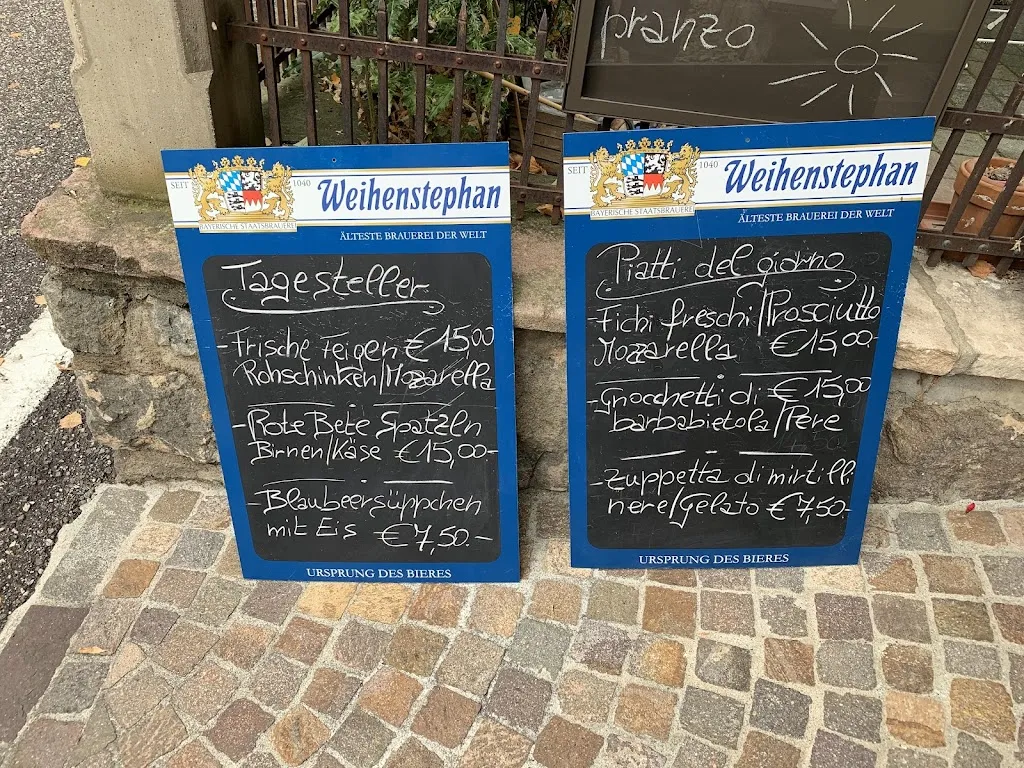 pranzo
SEIT 1040 Weihenstephan
BAYERISCHE STAATSBRAUEREI
ÄLTESTE BRAUEREI DER WELT
Tagesteller
-Frische Feigen €15,00
Rohschinken/Mozzarella
-Rote Bete Spatzln
Birnen/Käse €15,00-
-Blaubeersüppchen
mit Eis €7,50.-
URSPRUNG DES BIERES
SEIT 1040 Weihenstephan
BAYERISCHE STAATSBRAUEREI
ÄLTESTE BRAUEREI DER WELT
Piatti del giorno
-Fichi freschi/Prosciutto
Mozzarella €15,00-
-Gnocchetti di €15,00
barbabietola/Pere
-Zuppetta di mirtilli
nere/Gelato €7,50-
URSPRUNG DES BIERES